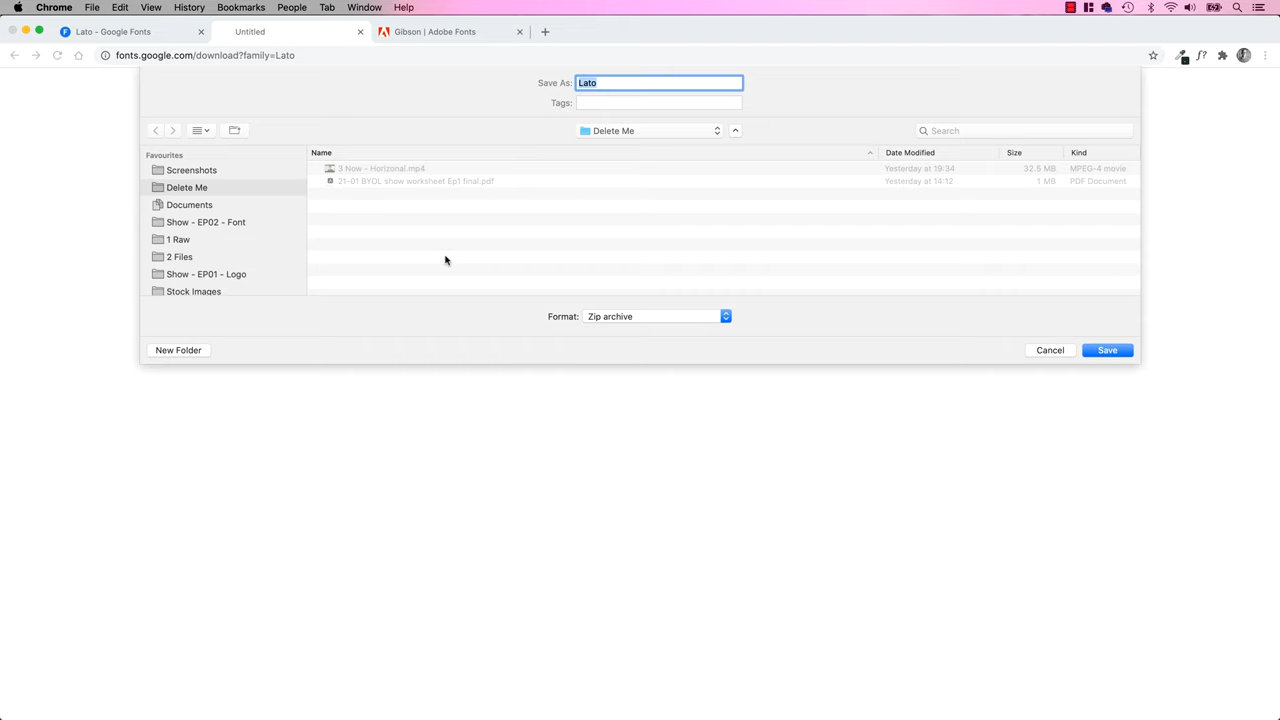 Chrome File Edit View History Bookmarks People Tab Window Help
Lato - Google Fonts Untitled Gibson | Adobe Fonts
fonts.google.com/download?family=Lato
Save As: Lato
Tags:
Delete Me Search
Favourites Name Date Modified Size Kind
Screenshots 3 Now - Horizonal.mp4 Yesterday at 19:34 32.5 MB MPEG-4 movie
Delete Me 21-01 BYOL show worksheet Ep1 final.pdf Yesterday at 14:12 1 MB PDF Document
Documents
Show - EP02 - Font
1 Raw
2 Files
Show - EP01 - Logo
Stock Images
Format: Zip archive
New Folder Cancel Save